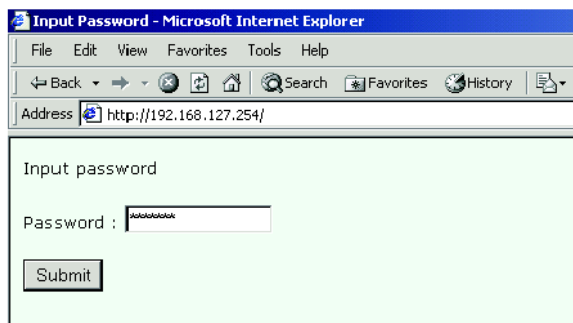 Input Password - Microsoft Internet Explorer
File Edit View Favorites Tools Help
Back Search Favorites History
Address http://192.168.127.254/
Input password
Password : *******
Submit